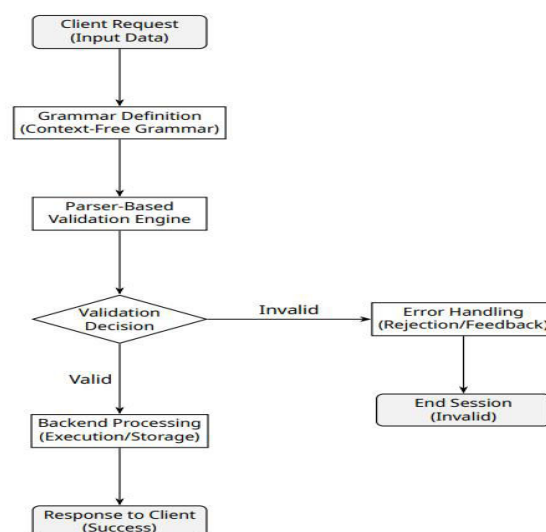 Client Request
(Input Data)
Grammar Definition
(Context-Free Grammar)
Parser-Based
Validation Engine
Validation
Decision
Invalid
Error Handling
(Rejection/Feedback)
Valid
End Session
(Invalid)
Backend Processing
(Execution/Storage)
Response to Client
(Success)